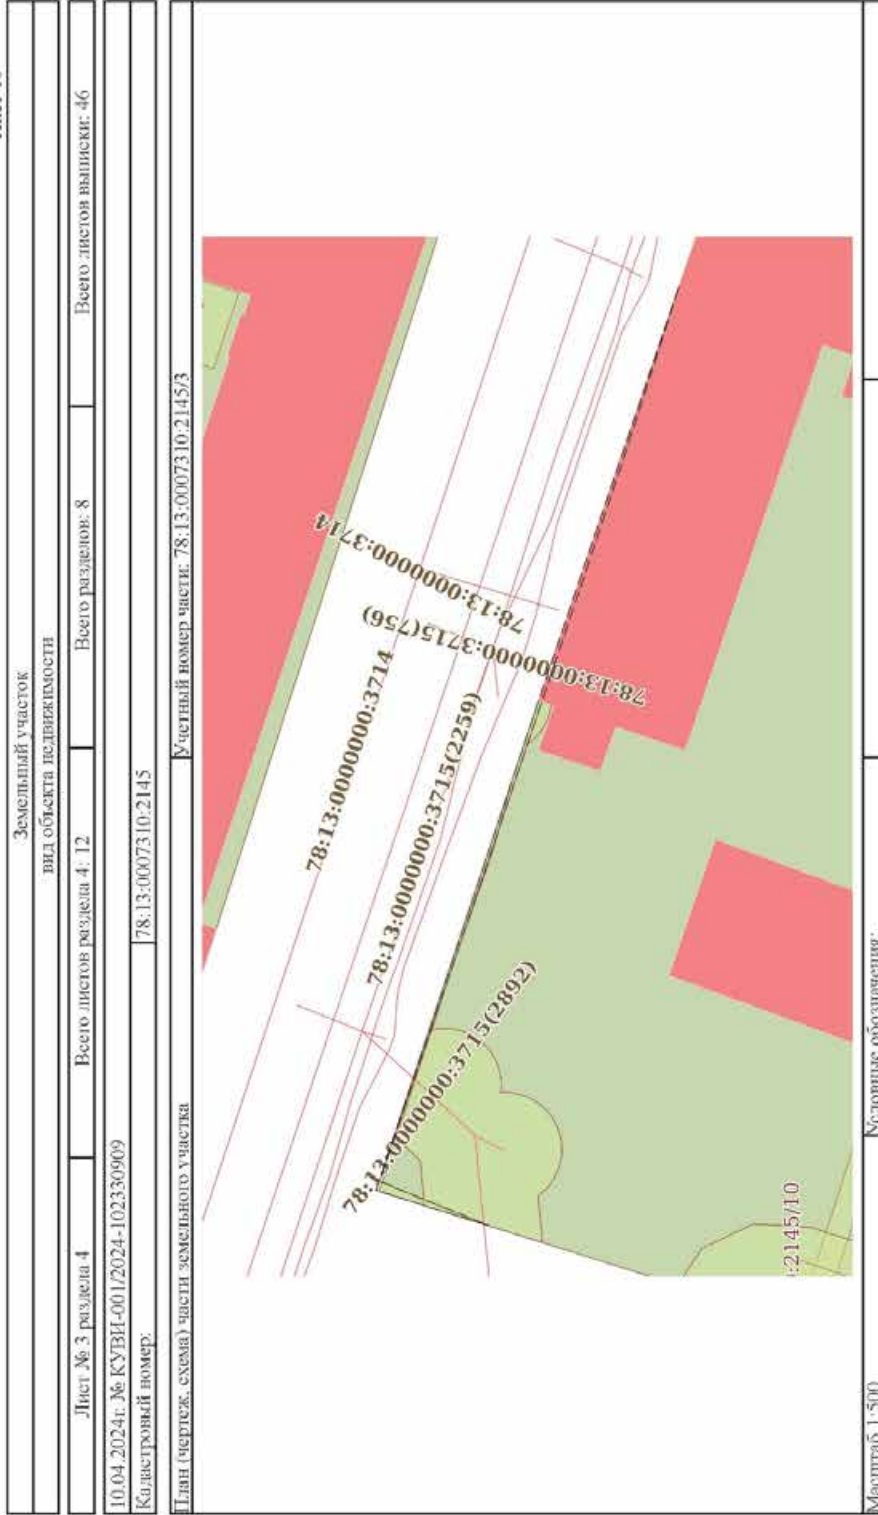 Земельный участок
вид объекта недвижимости
Лист № 3 раздела 4
Всего листов раздела 4: 12
Всего разделов: 8
Всего листов выписки: 46
10.04.2024г. № КУВИ-001/2024-102330909
Кадастровый номер:
78:13:0007310:2145
План (чертеж, схема) части земельного участка
Учетный номер части: 78:13:0007310:2145/3
78:13:0000000:3714
78:13:0000000:3714
78:13:0000000:3715(756)
78:13:0000000:3715(2259)
78:13:0000000:3715(2892)
:2145/10
Масштаб 1:500
Условные обозначения: